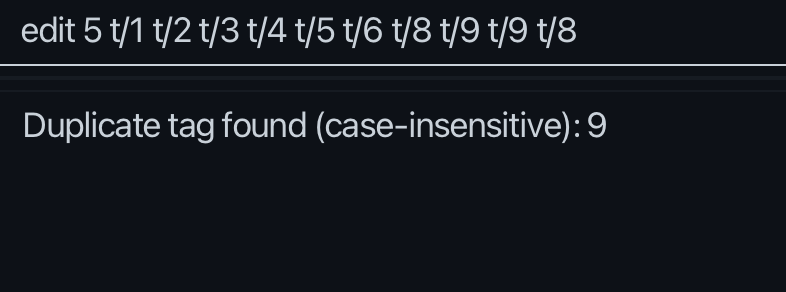 edit 5 t/1 t/2 t/3 t/4 t/5 t/6 t/8 t/9 t/9 t/8
Duplicate tag found (case-insensitive): 9